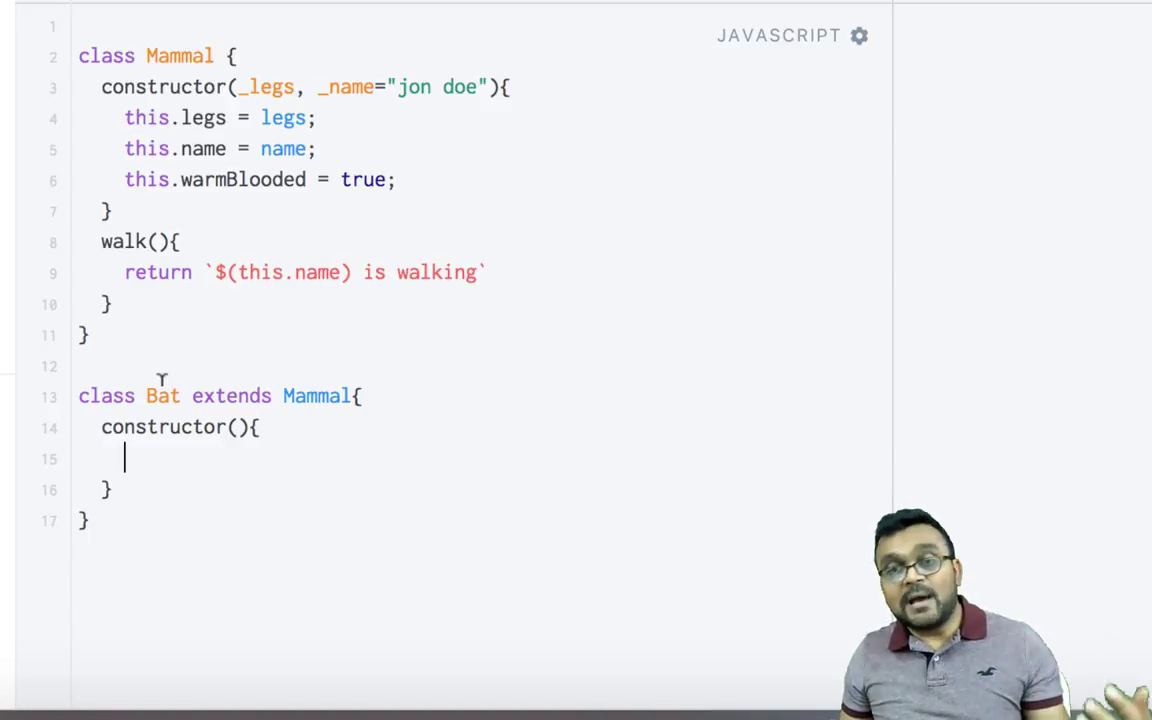 JAVASCRIPT
1
2 class Mammal {
3 constructor(_legs, _name="jon doe"){
4 this.legs = legs;
5 this.name = name;
6 this.warmBlooded = true;
7 }
8 walk(){
9 return `$(this.name) is walking`
10 }
11 }
12
13 class Bat extends Mammal{
14 constructor(){
15
16 }
17 }